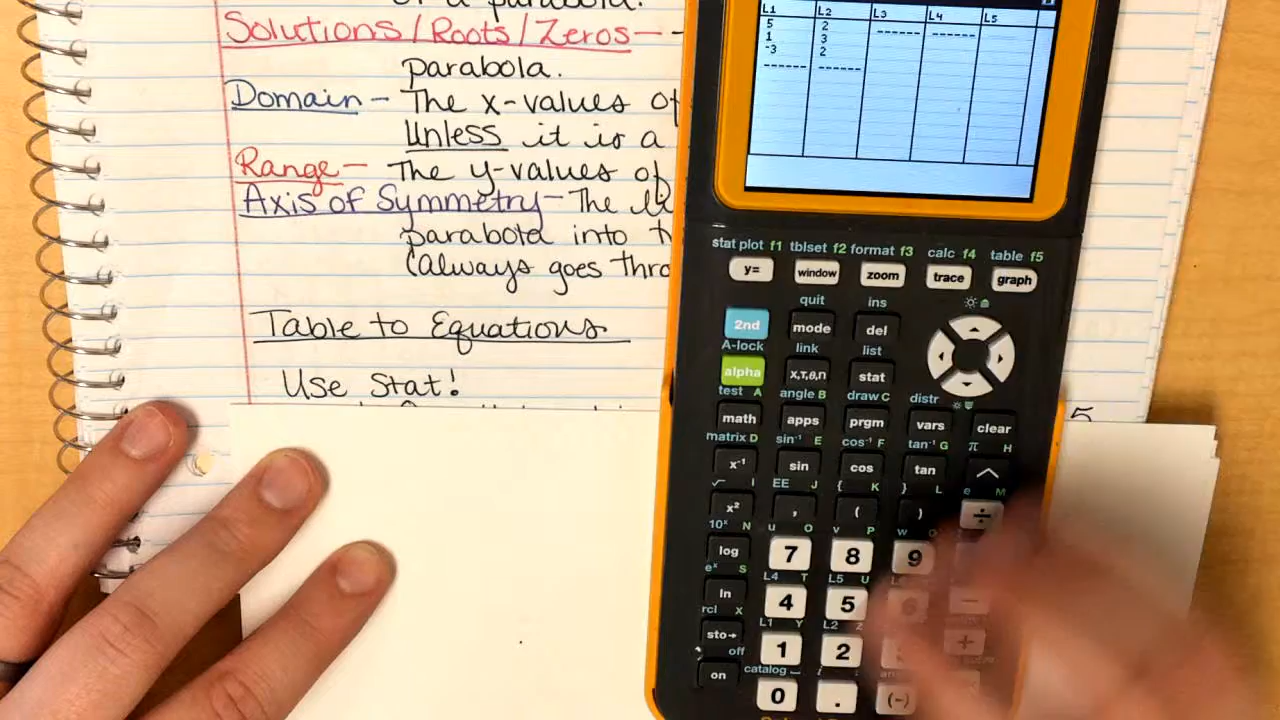 of a parabola.
Solutions/Roots/Zeros-
parabola.
Domain- The x-values of
Unless it is a
Range- The y-values of
Axis of Symmetry- The
parabola into
(always goes thro
Table to Equations
Use Stat!
5
L1 L2 L3 L4 L5
5 2 ------ ------
1 3
-3 2
------ ------
stat plot f1 tblset f2 format f3 calc f4 table f5
y= window zoom trace graph
quit ins
2nd mode del
A-lock link list
alpha x,T,θ,n stat
test A angle B draw C distr
math apps prgm vars clear
matrix D sin⁻¹ E cos⁻¹ F tan⁻¹ G π H
x⁻¹ sin cos tan ^
√ I EE J { K } L e M
x² , ( ) ÷
10ˣ N u O v P w
log 7 8 9
eˣ S L4 T L5 U
ln 4 5 −
rcl X L1 Y L2 Z
sto→ 1 2 +
off catalog i
on 0 . (-)